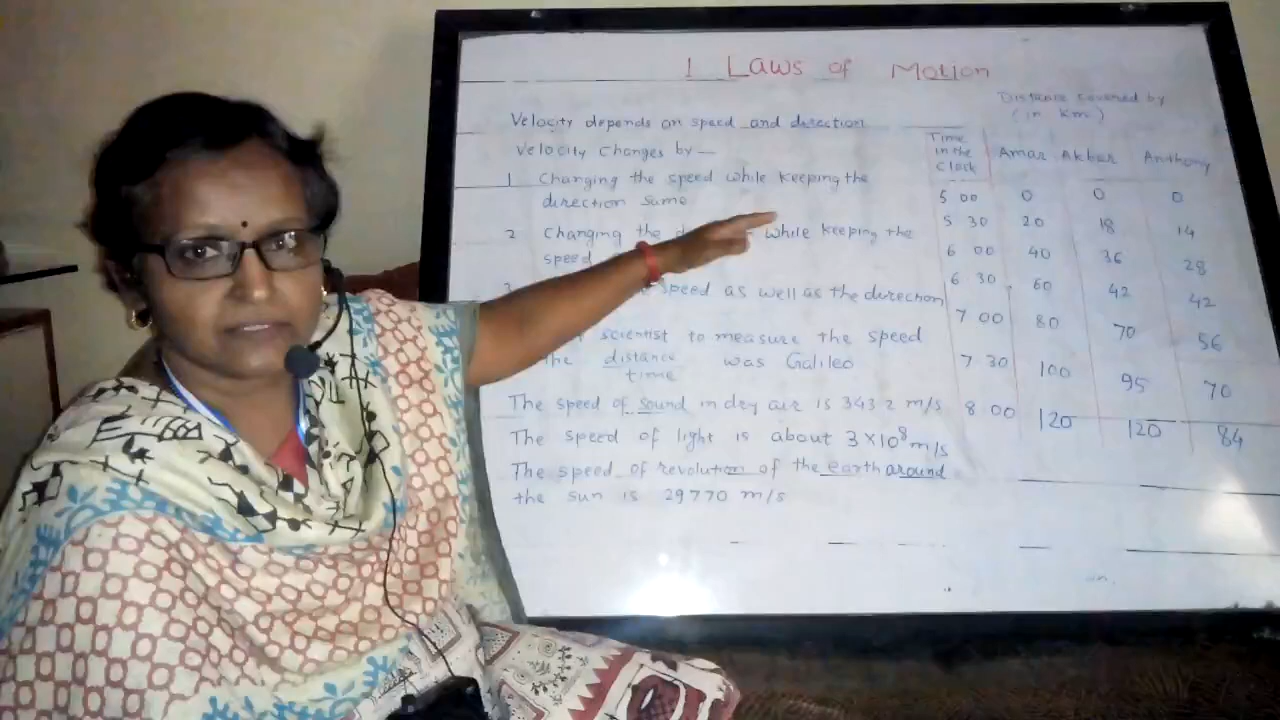 1 Laws of Motion
Velocity depends on speed and direction
Velocity Changes by —
1 Changing the speed while keeping the
direction same
2 Changing the while keeping the
speed
speed as well as the direction
scientist to measure the speed
distance
time
was Galileo
The speed of sound in dry air is 343 2 m/s
The speed of light is about 3 × 10⁸ m/s
The speed of revolution of the earth around
the sun is 29770 m/s
Distance covered by
(in km)
Time in the Clock Amar Akbar Anthony
5 00 0 0 0
5 30 20 18 14
6 00 40 36 28
6 30 60 42 42
7 00 80 70 56
7 30 100 95 70
8 00 120 120 84